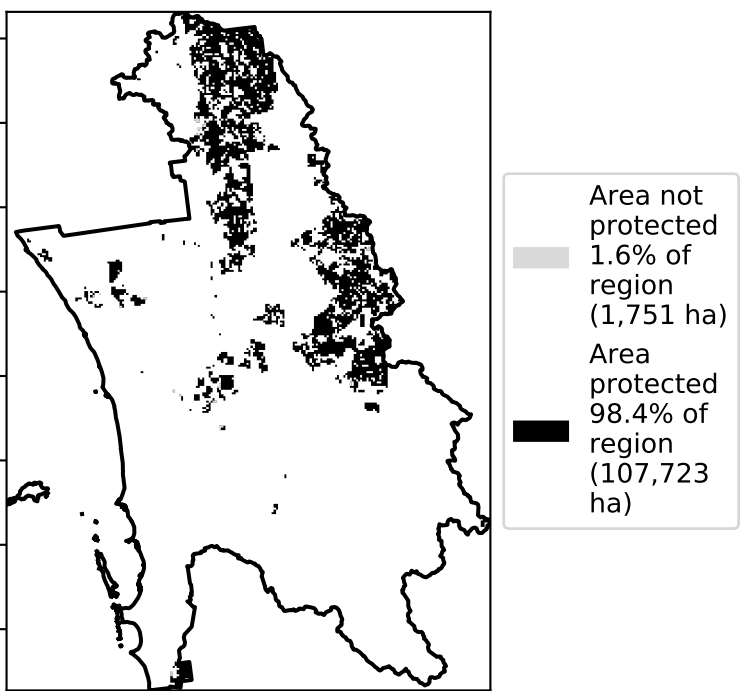 Area not
protected
1.6% of
region
(1,751 ha)
Area
protected
98.4% of
region
(107,723
ha)